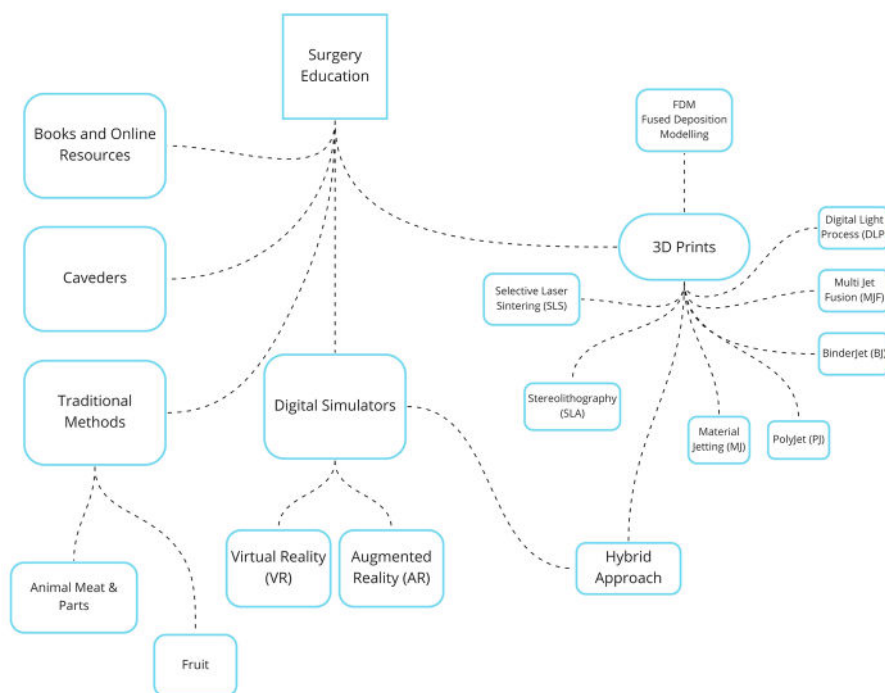 Surgery
Education
Books and Online
Resources
FDM
Fused Deposition
Modelling
Digital Light
Process (DLP
3D Prints
Caveders
Selective Laser
Sintering (SLS)
Multi Jet
Fusion (MJF)
BinderJet (BJ)
Traditional
Methods
Digital Simulators
Stereolithography
(SLA)
Material
Jetting (MJ)
PolyJet (PJ)
Virtual Reality
(VR)
Augmented
Reality (AR)
Hybrid
Approach
Animal Meat &
Parts
Fruit